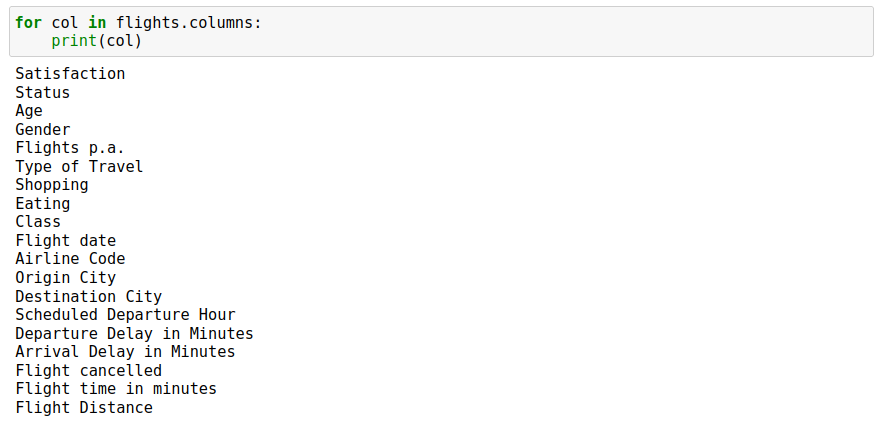 for col in flights.columns:
    print(col)
Satisfaction
Status
Age
Gender
Flights p.a.
Type of Travel
Shopping
Eating
Class
Flight date
Airline Code
Origin City
Destination City
Scheduled Departure Hour
Departure Delay in Minutes
Arrival Delay in Minutes
Flight cancelled
Flight time in minutes
Flight Distance